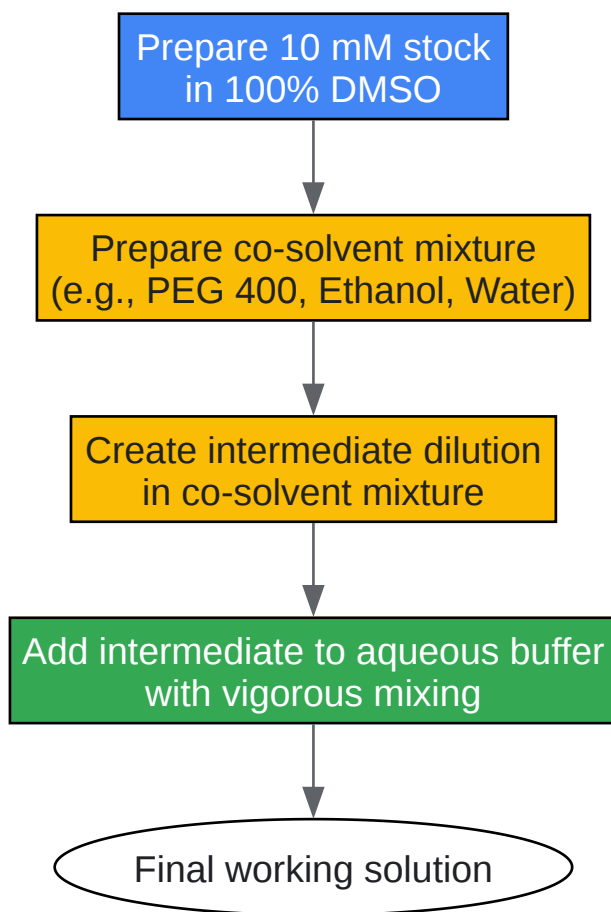 Prepare 10 mM stock
in 100% DMSO
Prepare co-solvent mixture
(e.g., PEG 400, Ethanol, Water)
Create intermediate dilution
in co-solvent mixture
Add intermediate to aqueous buffer
with vigorous mixing
Final working solution